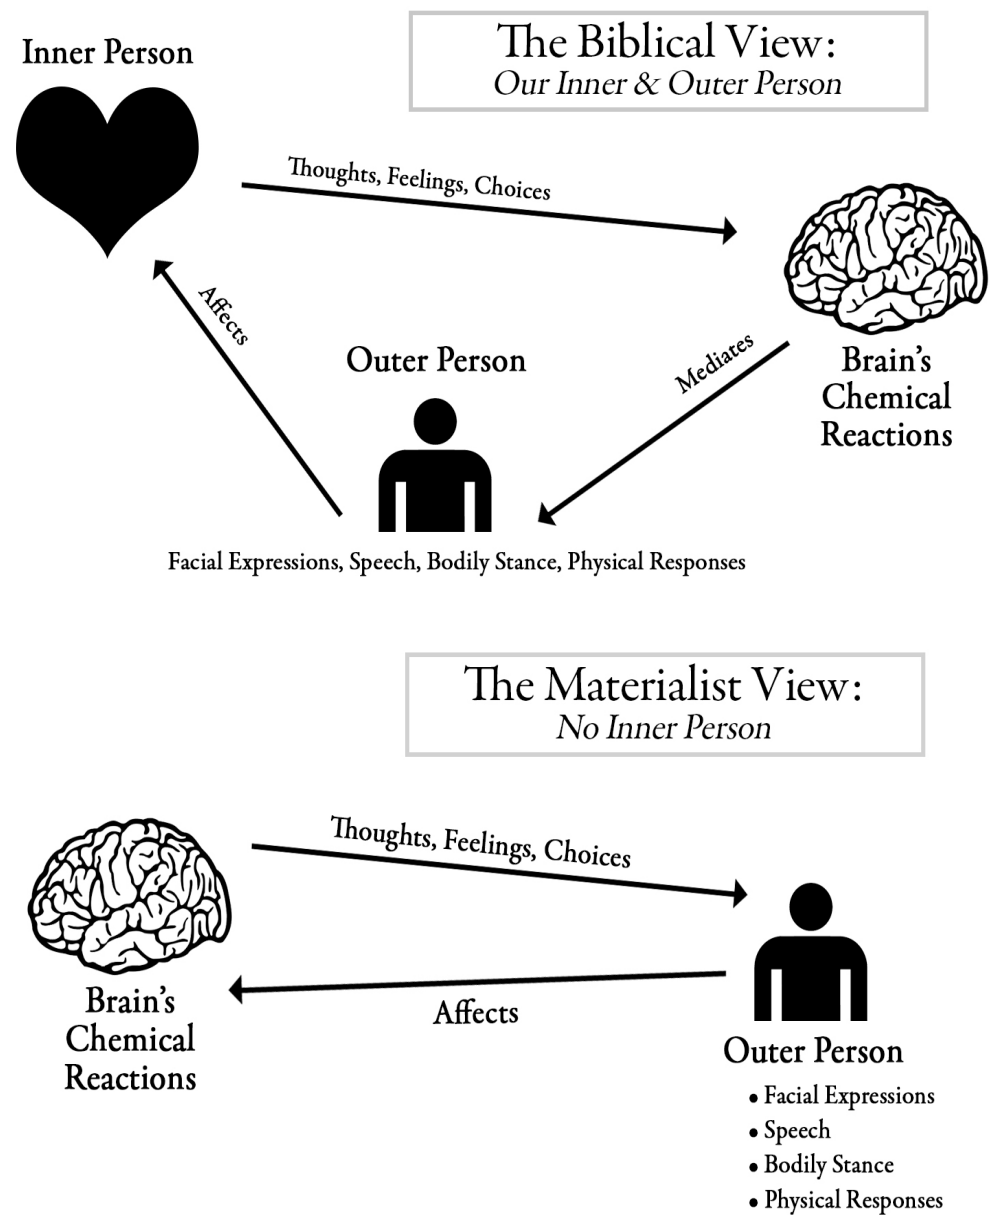 Inner Person
The Biblical View:
Our Inner & Outer Person
Thoughts, Feelings, Choices
Affects
Outer Person
Mediates
Brain's
Chemical
Reactions
Facial Expressions, Speech, Bodily Stance, Physical Responses
The Materialist View:
No Inner Person
Thoughts, Feelings, Choices
Brain's
Chemical
Reactions
Affects
Outer Person
• Facial Expressions
• Speech
• Bodily Stance
• Physical Responses